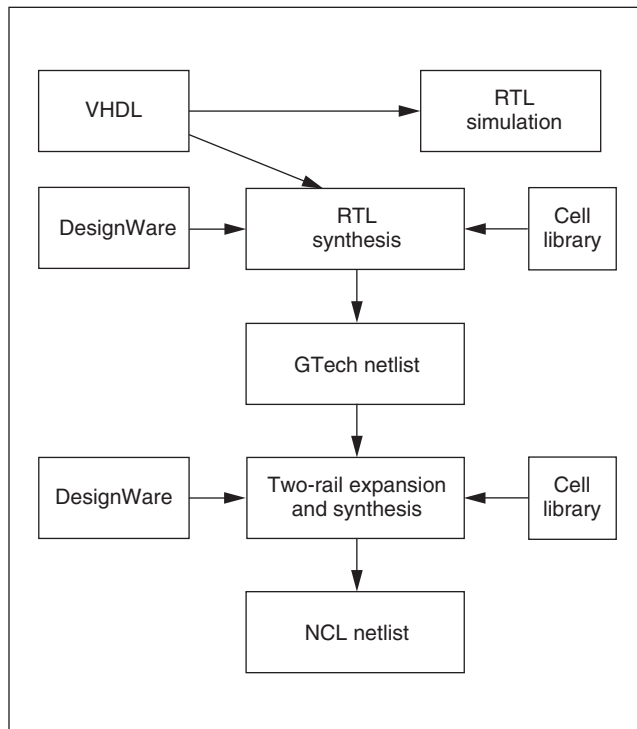 VHDL
RTL
simulation
DesignWare
RTL
synthesis
Cell
library
GTech netlist
DesignWare
Two-rail expansion
and synthesis
Cell
library
NCL netlist